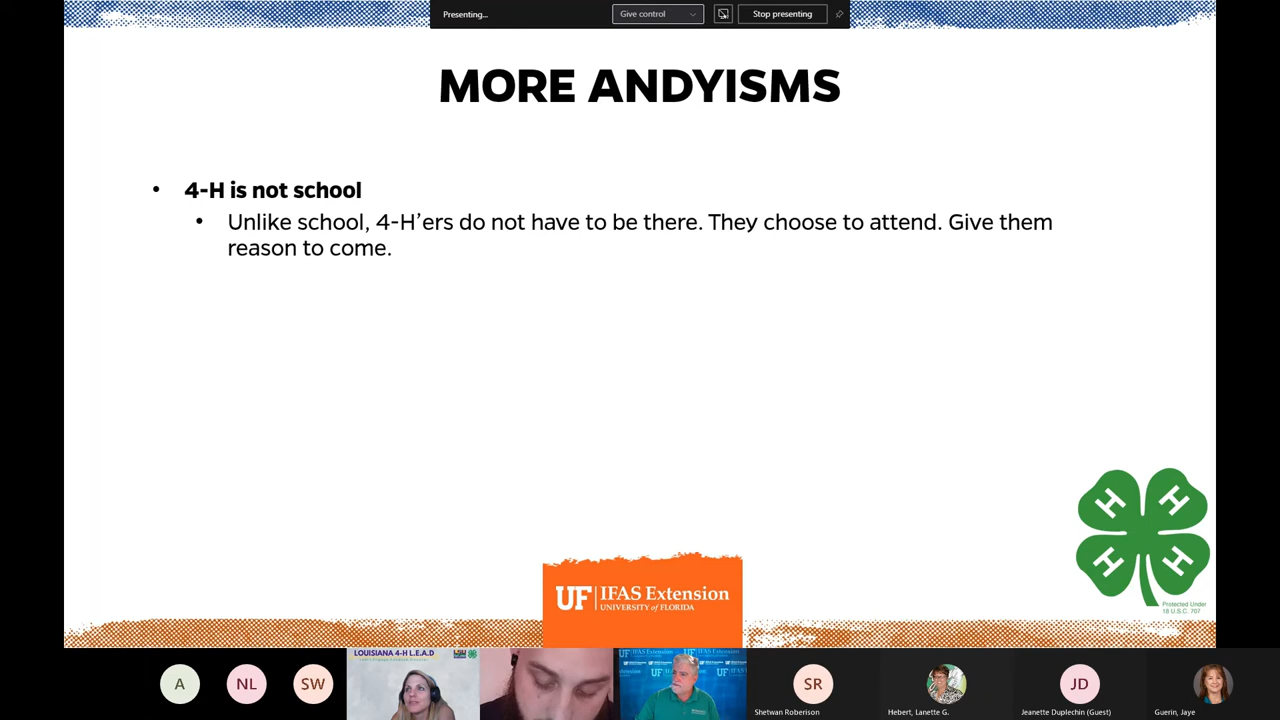 Presenting...
Give control
Stop presenting
MORE ANDYISMS
• 4-H is not school
• Unlike school, 4-H’ers do not have to be there. They choose to attend. Give them
reason to come.
H H
H H
Protected Under
18 U.S.C. 707
UF IFAS Extension
UNIVERSITY of FLORIDA
A
NL
SW
LOUISIANA 4-H L.E.A.D
SR
JD
Shetwan Roberison
Hebert, Lanette G.
Jeanette Duplechin (Guest)
Guerin, Jaye